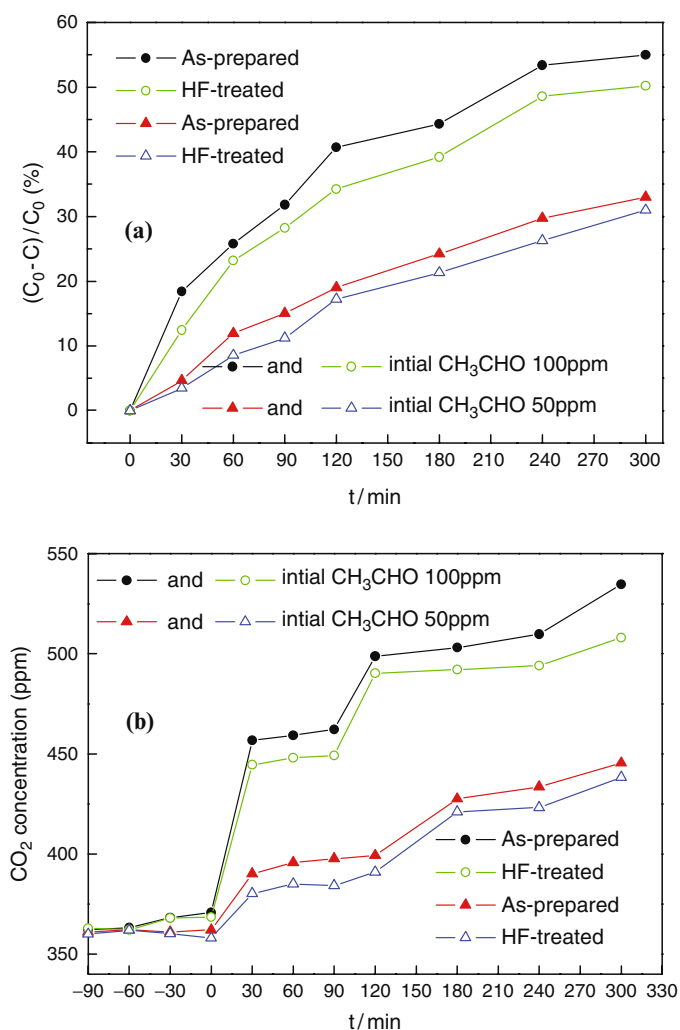 60
50
40
30
20
10
0
(C₀-C) / C₀ (%)
As-prepared
HF-treated
As-prepared
HF-treated
(a)
and intial CH₃CHO 100ppm
and intial CH₃CHO 50ppm
0 30 60 90 120 150 180 210 240 270 300
t / min
550
500
450
400
350
CO₂ concentration (ppm)
and intial CH₃CHO 100ppm
and intial CH₃CHO 50ppm
(b)
As-prepared
HF-treated
As-prepared
HF-treated
−90 −60 −30 0 30 60 90 120 150 180 210 240 270 300 330
t / min